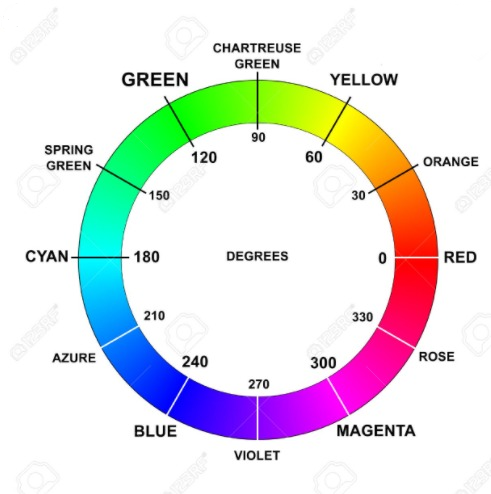 CHARTREUSE
GREEN
GREEN
YELLOW
90
120
60
SPRING
GREEN
ORANGE
150
30
CYAN
180
DEGREES
0
RED
210
330
AZURE
ROSE
240
300
270
BLUE
MAGENTA
VIOLET